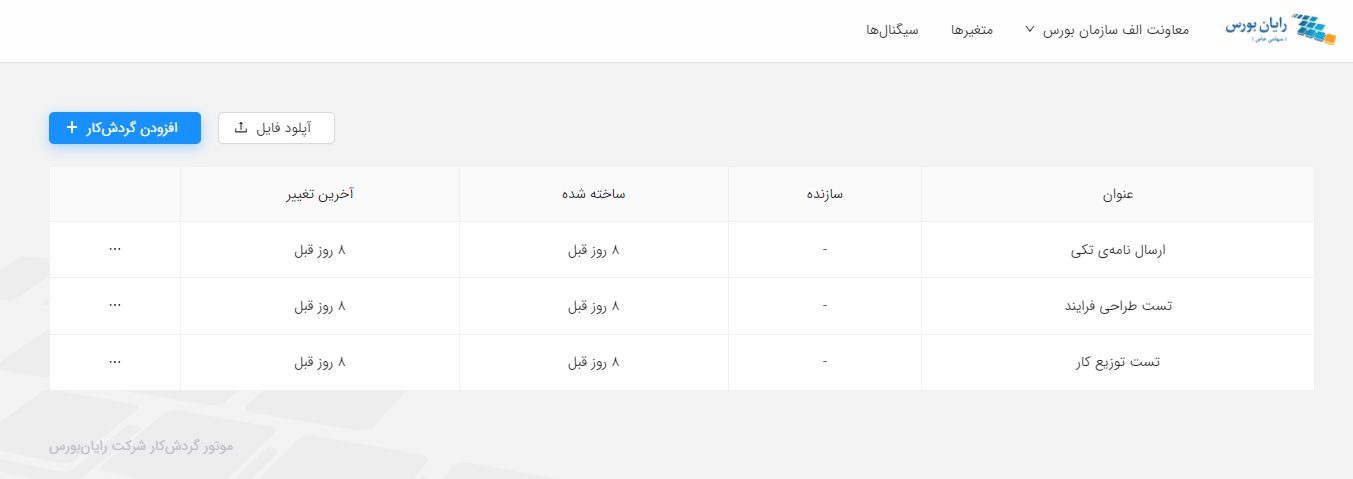 رایان بورس
( سهامی خاص )
معاونت الف سازمان بورس
متغیرها
سیگنال‌ها
آپلود فایل
افزودن گردش‌کار +
عنوان سازنده ساخته شده آخرین تغییر
ارسال نامه‌ی تکی - ۸ روز قبل ۸ روز قبل ...
تست طراحی فرایند - ۸ روز قبل ۸ روز قبل ...
تست توزیع کار - ۸ روز قبل ۸ روز قبل ...
موتور گردش‌کار شرکت رایان‌بورس